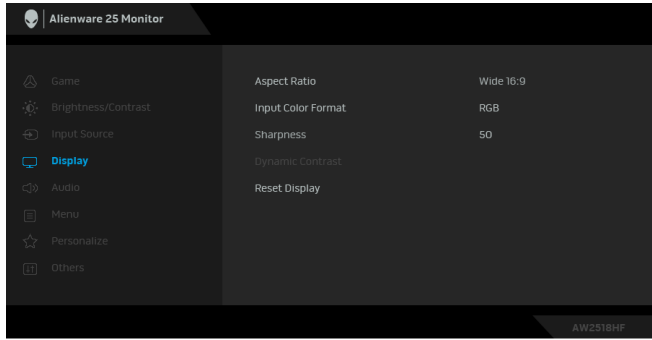 Alienware 25 Monitor
Game
Aspect Ratio Wide 16:9
Brightness/Contrast
Input Color Format RGB
Input Source
Sharpness 50
Display
Dynamic Contrast
Audio
Reset Display
Menu
Personalize
Others
AW2518HF